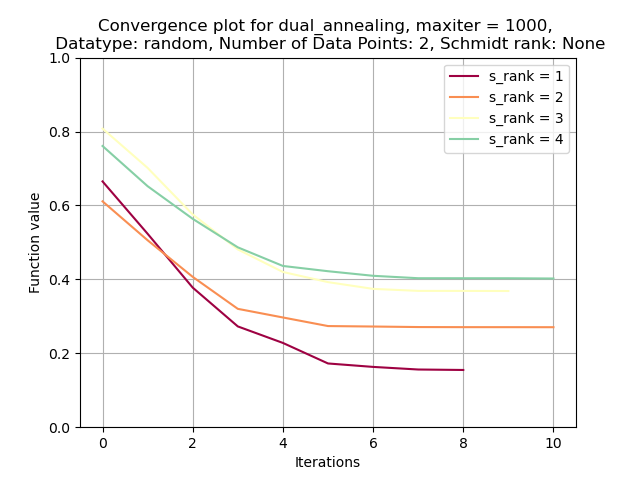 Convergence plot for dual_annealing, maxiter = 1000,
Datatype: random, Number of Data Points: 2, Schmidt rank: None
1.0
0.8
0.6
0.4
0.2
0.0
Function value
s_rank = 1
s_rank = 2
s_rank = 3
s_rank = 4
0 2 4 6 8 10
Iterations